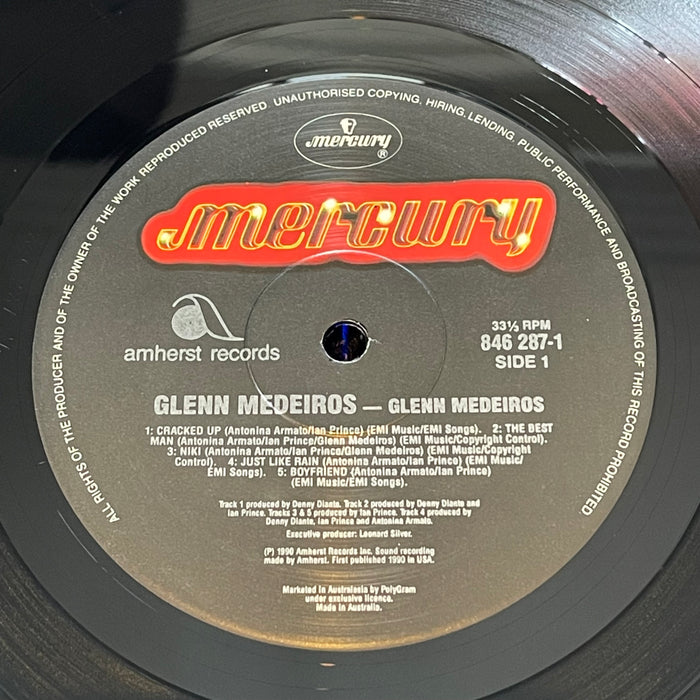 ALL RIGHTS OF THE PRODUCER AND OF THE OWNER OF THE WORK REPRODUCED RESERVED. UNAUTHORISED COPYING, HIRING, LENDING, PUBLIC PERFORMANCE AND BROADCASTING OF THIS RECORD PROHIBITED
mercury
®
mercury
amherst records
33⅓ RPM
846 287-1
SIDE 1
GLENN MEDEIROS — GLENN MEDEIROS
1: CRACKED UP (Antonina Armato/Ian Prince) (EMI Music/EMI Songs). 2: THE BEST
MAN (Antonina Armato/Ian Prince/Glenn Medeiros) (EMI Music/Copyright Control).
3: NIKI (Antonina Armato/Ian Prince/Glenn Medeiros) (EMI Music/Copyright
Control). 4: JUST LIKE RAIN (Antonina Armato/Ian Prince) (EMI Music/
EMI Songs). 5: BOYFRIEND (Antonina Armato/Ian Prince)
(EMI Music/EMI Songs).
Track 1 produced by Denny Diante. Track 2 produced by Denny Diante and
Ian Prince. Tracks 3 & 5 produced by Ian Prince. Track 4 produced by
Denny Diante, Ian Prince and Antonina Armato.
Executive producer: Leonard Silver.
(P) 1990 Amherst Records Inc. Sound recording
made by Amherst. First published 1990 in USA.
Marketed in Australasia by PolyGram
under exclusive licence.
Made in Australia.